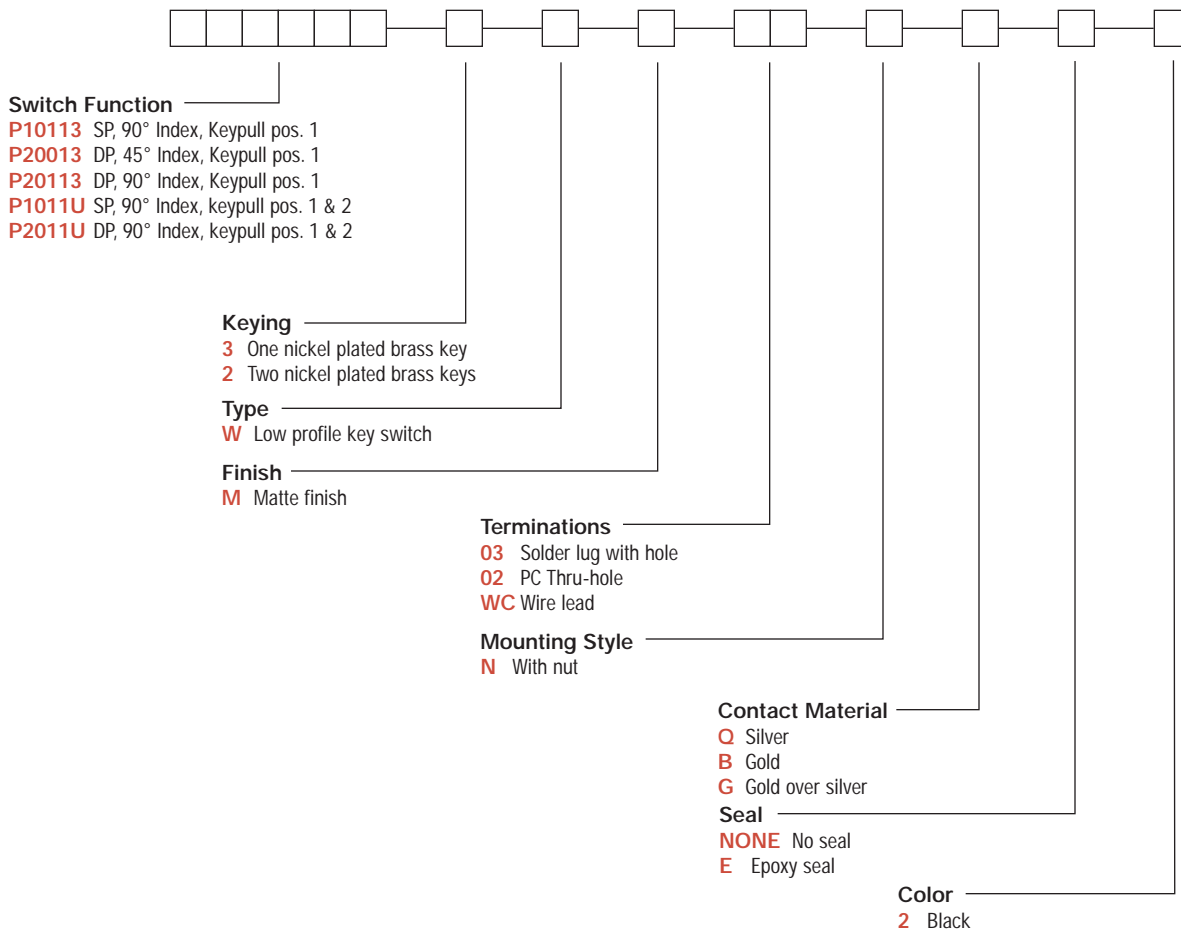 Switch Function
P10113 SP, 90° Index, Keypull pos. 1
P20013 DP, 45° Index, Keypull pos. 1
P20113 DP, 90° Index, Keypull pos. 1
P1011U SP, 90° Index, keypull pos. 1 & 2
P2011U DP, 90° Index, keypull pos. 1 & 2
Keying
3 One nickel plated brass key
2 Two nickel plated brass keys
Type
W Low profile key switch
Finish
M Matte finish
Terminations
03 Solder lug with hole
02 PC Thru-hole
WC Wire lead
Mounting Style
N With nut
Contact Material
Q Silver
B Gold
G Gold over silver
Seal
NONE No seal
E Epoxy seal
Color
2 Black